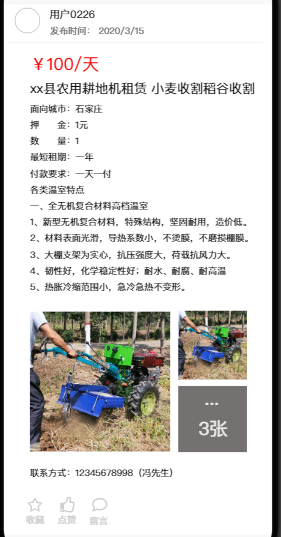 用户0226
发布时间： 2020/3/15
￥100/天
xx县农用耕地机租赁 小麦收割稻谷收割
面向城市：石家庄
押　　金：1元
数　　量：1
最短租期：一年
付款要求：一天一付
各类温室特点
一、全无机复合材料高档温室
1、新型无机复合材料，特殊结构，坚固耐用，造价低。
2、材料表面光滑，导热系数小，不烫膜，不磨损棚膜。
3、大棚支架为实心，抗压强度大，荷载抗风力大。
4、韧性好，化学稳定性好；耐水、耐腐、耐高温
5、热胀冷缩范围小，急冷急热不变形。
...
3张
联系方式：12345678998（冯先生）
收藏 点赞 留言